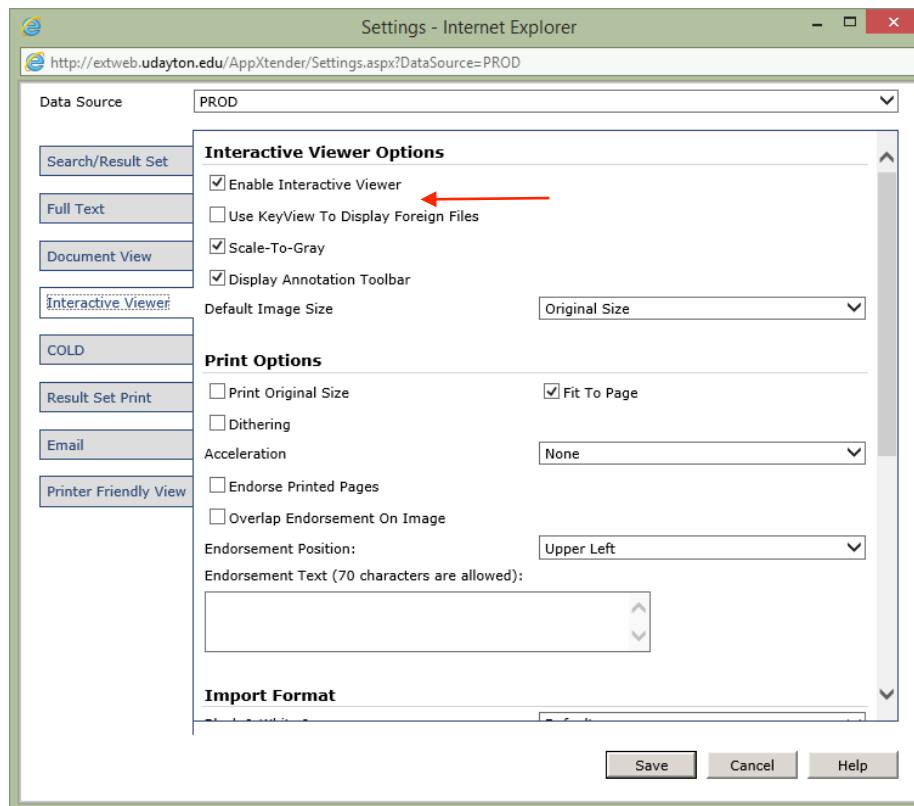 Settings - Internet Explorer
http://extweb.udayton.edu/AppXtender/Settings.aspx?DataSource=PROD
Data Source PROD
Search/Result Set
Full Text
Document View
Interactive Viewer
COLD
Result Set Print
Email
Printer Friendly View
Interactive Viewer Options
Enable Interactive Viewer
Use KeyView To Display Foreign Files
Scale-To-Gray
Display Annotation Toolbar
Default Image Size Original Size
Print Options
Print Original Size Fit To Page
Dithering
Acceleration None
Endorse Printed Pages
Overlap Endorsement On Image
Endorsement Position: Upper Left
Endorsement Text (70 characters are allowed):
Import Format
Save Cancel Help